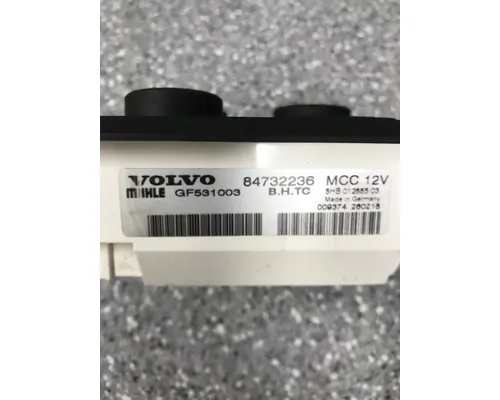 VOLVO 84732236 MCC 12V
MAHLE GF531003 B.H.TC 5HB 012885-03
Made in Germany
009374 260218